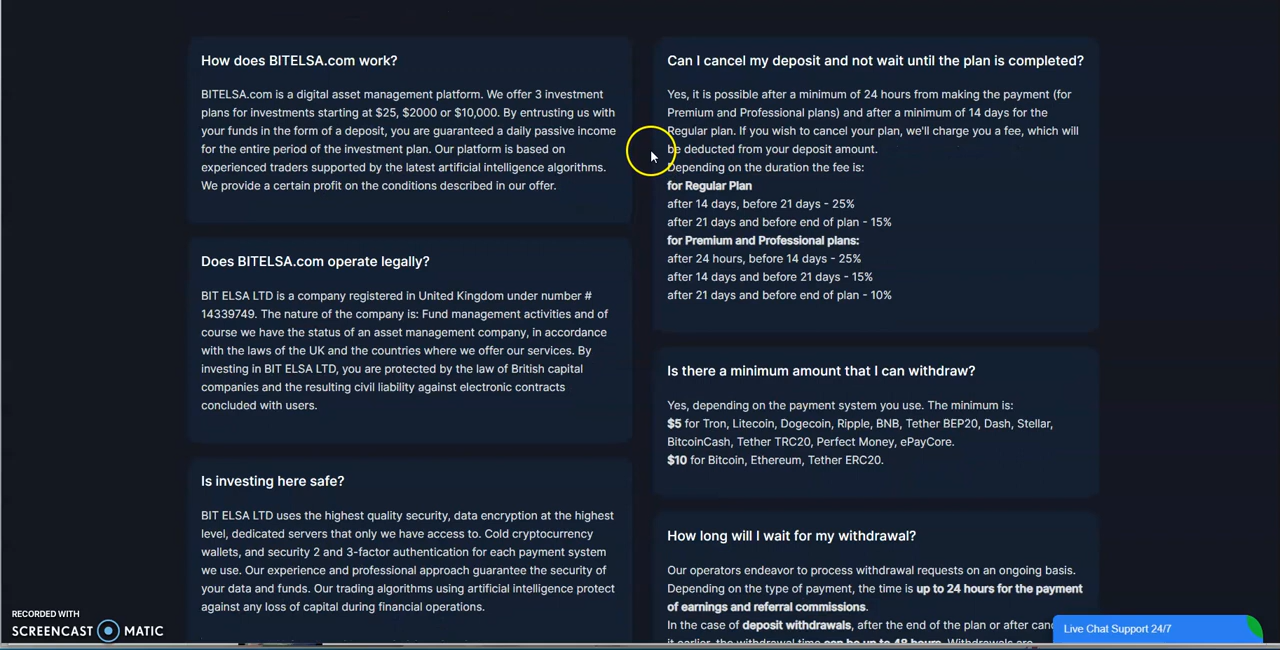 How does BITELSA.com work?
BITELSA.com is a digital asset management platform. We offer 3 investment
plans for investments starting at $25, $2000 or $10,000. By entrusting us with
your funds in the form of a deposit, you are guaranteed a daily passive income
for the entire period of the investment plan. Our platform is based on
experienced traders supported by the latest artificial intelligence algorithms.
We provide a certain profit on the conditions described in our offer.
Does BITELSA.com operate legally?
BIT ELSA LTD is a company registered in United Kingdom under number #
14339749. The nature of the company is: Fund management activities and of
course we have the status of an asset management company, in accordance
with the laws of the UK and the countries where we offer our services. By
investing in BIT ELSA LTD, you are protected by the law of British capital
companies and the resulting civil liability against electronic contracts
concluded with users.
Is investing here safe?
BIT ELSA LTD uses the highest quality security, data encryption at the highest
level, dedicated servers that only we have access to. Cold cryptocurrency
wallets, and security 2 and 3-factor authentication for each payment system
we use. Our experience and professional approach guarantee the security of
your data and funds. Our trading algorithms using artificial intelligence protect
against any loss of capital during financial operations.
Can I cancel my deposit and not wait until the plan is completed?
Yes, it is possible after a minimum of 24 hours from making the payment (for
Premium and Professional plans) and after a minimum of 14 days for the
Regular plan. If you wish to cancel your plan, we'll charge you a fee, which will
be deducted from your deposit amount.
Depending on the duration the fee is:
for Regular Plan
after 14 days, before 21 days - 25%
after 21 days and before end of plan - 15%
for Premium and Professional plans:
after 24 hours, before 14 days - 25%
after 14 days and before 21 days - 15%
after 21 days and before end of plan - 10%
Is there a minimum amount that I can withdraw?
Yes, depending on the payment system you use. The minimum is:
$5 for Tron, Litecoin, Dogecoin, Ripple, BNB, Tether BEP20, Dash, Stellar,
BitcoinCash, Tether TRC20, Perfect Money, ePayCore.
$10 for Bitcoin, Ethereum, Tether ERC20.
How long will I wait for my withdrawal?
Our operators endeavor to process withdrawal requests on an ongoing basis.
Depending on the type of payment, the time is up to 24 hours for the payment
of earnings and referral commissions.
In the case of deposit withdrawals, after the end of the plan or after
it earlier, the withdrawal time can be up to 48 hours. Withdrawals are
Live Chat Support 24/7
RECORDED WITH
SCREENCAST MATIC